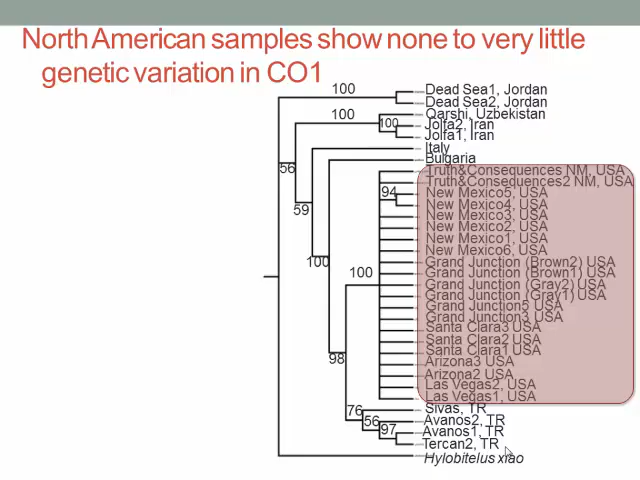 North American samples show none to very little
genetic variation in CO1
100
Dead Sea1, Jordan
Dead Sea2, Jordan
100
Qarshi, Uzbekistan
100
Jolfa2, Iran
Jolfa1, Iran
Italy
Bulgaria
56
Truth&Consequences NM, USA
Truth&Consequences2 NM, USA
94
New Mexico5, USA
New Mexico4, USA
59
New Mexico3, USA
New Mexico2, USA
New Mexico1, USA
New Mexico6, USA
100
Grand Junction (Brown2) USA
100
Grand Junction (Brown1) USA
Grand Junction (Gray2) USA
Grand Junction (Gray1) USA
Grand Junction5 USA
Grand Junction3 USA
Santa Clara3 USA
Santa Clara2 USA
Santa Clara1 USA
98
Arizona3 USA
Arizona2 USA
Las Vegas2, USA
Las Vegas1, USA
76
Sivas, TR
56
Avanos2, TR
97
Avanos1, TR
Tercan2, TR
Hylobitelus xiao